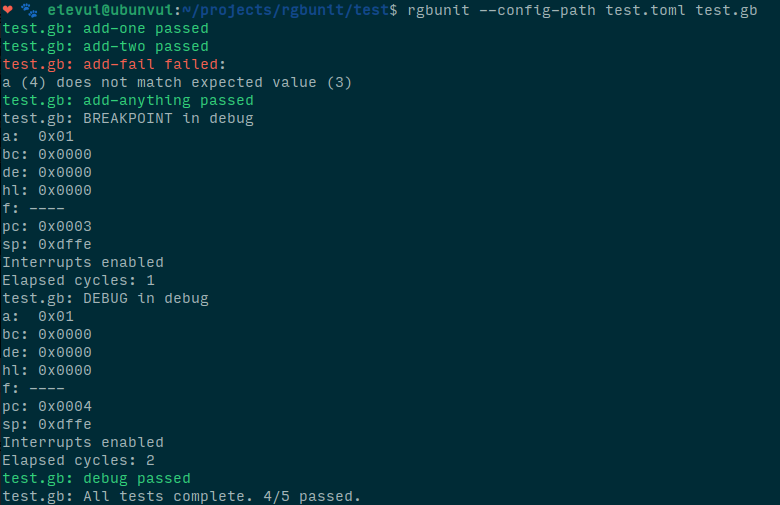 ❤ 🐾 eievui@ubunvui:~/projects/rgbunit/test$ rgbunit --config-path test.toml test.gb
test.gb: add-one passed
test.gb: add-two passed
test.gb: add-fail failed:
a (4) does not match expected value (3)
test.gb: add-anything passed
test.gb: BREAKPOINT in debug
a:  0x01
bc: 0x0000
de: 0x0000
hl: 0x0000
f: ----
pc: 0x0003
sp: 0xdffe
Interrupts enabled
Elapsed cycles: 1
test.gb: DEBUG in debug
a:  0x01
bc: 0x0000
de: 0x0000
hl: 0x0000
f: ----
pc: 0x0004
sp: 0xdffe
Interrupts enabled
Elapsed cycles: 2
test.gb: debug passed
test.gb: All tests complete. 4/5 passed.